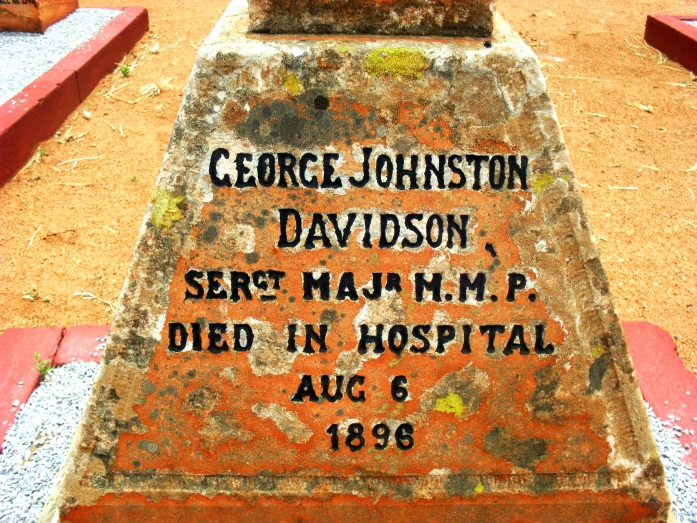 GEORGE JOHNSTON
DAVIDSON
SERGT MAJR M.M.P.
DIED IN HOSPITAL
AUG 6
1896